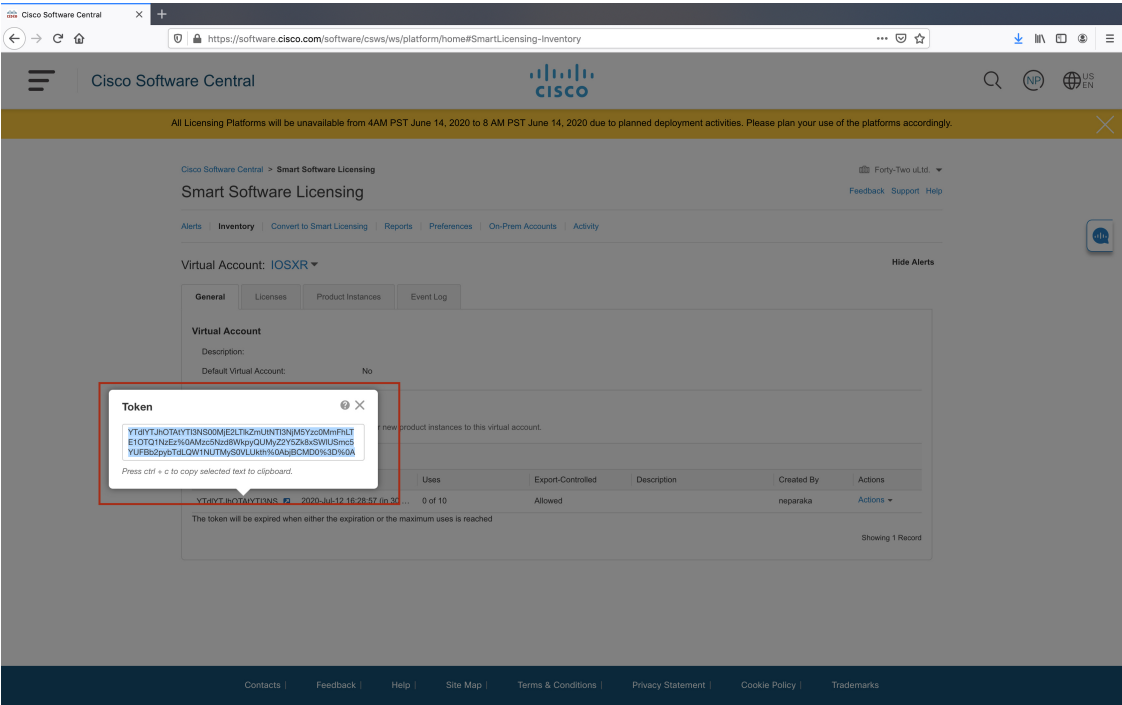 Cisco Software Central
https://software.cisco.com/software/csws/ws/platform/home#SmartLicensing-Inventory
Cisco Software Central
CISCO
NP
US
EN
All Licensing Platforms will be unavailable from 4AM PST June 14, 2020 to 8 AM PST June 14, 2020 due to planned deployment activities. Please plan your use of the platforms accordingly.
Cisco Software Central > Smart Software Licensing
Forty-Two uLtd.
Smart Software Licensing
Feedback Support Help
Alerts | Inventory | Convert to Smart Licensing | Reports | Preferences | On-Prem Accounts | Activity
Virtual Account: IOSXR
Hide Alerts
General Licenses Product Instances Event Log
Virtual Account
Description:
Default Virtual Account: No
Token
new product instances to this virtual account.
YTdlYTJhOTAtYTI3NS00MjE2LTlkZmUtNTI3NjM5Yzc0MmFhLT
E1OTQ1NzEz%0AMzc5Nzd8WkpyQUMyZ2Y5Zk8xSWlUSmc5
YUFBb2pybTdLQW1NUTMyS0VLUkth%0AbjBCMD0%3D%0A
Press ctrl + c to copy selected text to clipboard.
Uses Export-Controlled Description Created By Actions
2020-Jul-12 16:28:57 (in 30 ... 0 of 10 Allowed neparaka Actions
The token will be expired when either the expiration or the maximum uses is reached
Showing 1 Record
Contacts | Feedback | Help | Site Map | Terms & Conditions | Privacy Statement | Cookie Policy | Trademarks